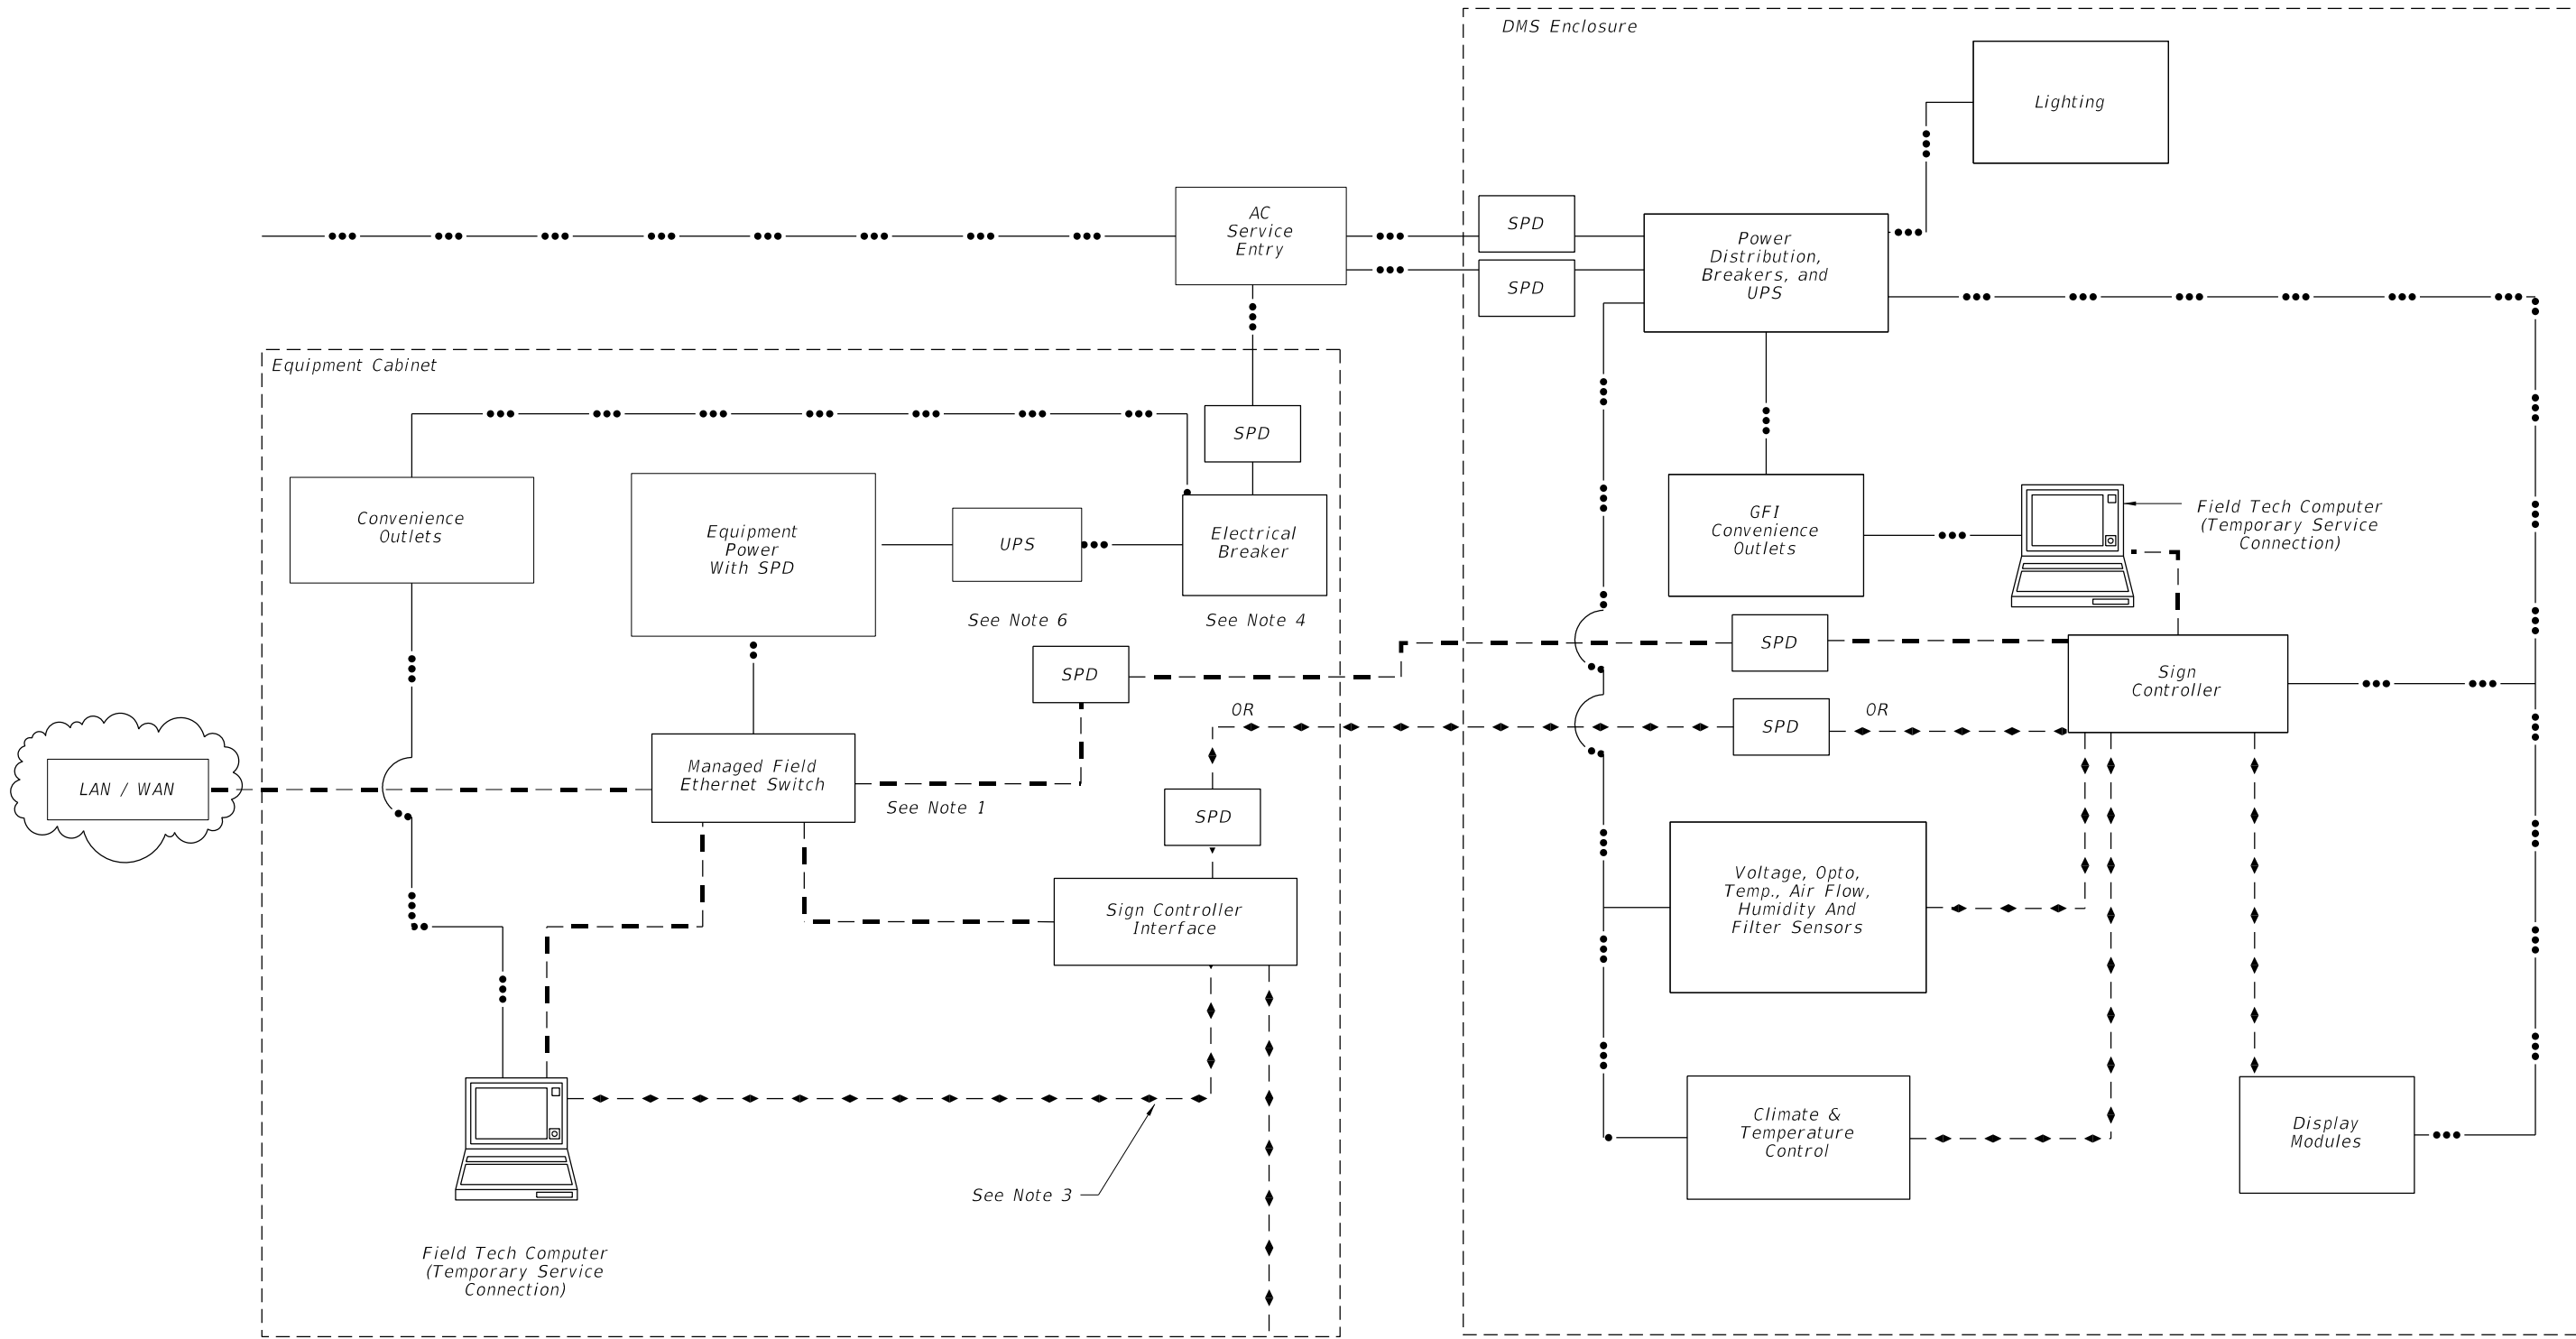 DMS Enclosure
Lighting
AC
Service
Entry
SPD
SPD
Power
Distribution,
Breakers, and
UPS
Equipment Cabinet
SPD
Convenience
Outlets
Equipment
Power
With SPD
UPS
Electrical
Breaker
See Note 6
See Note 4
GFI
Convenience
Outlets
Field Tech Computer
(Temporary Service
Connection)
SPD
SPD
Sign
Controller
OR
SPD
OR
LAN / WAN
Managed Field
Ethernet Switch
See Note 1
SPD
Sign Controller
Interface
Voltage, Opto,
Temp., Air Flow,
Humidity And
Filter Sensors
Climate &
Temperature
Control
Display
Modules
See Note 3
Field Tech Computer
(Temporary Service
Connection)